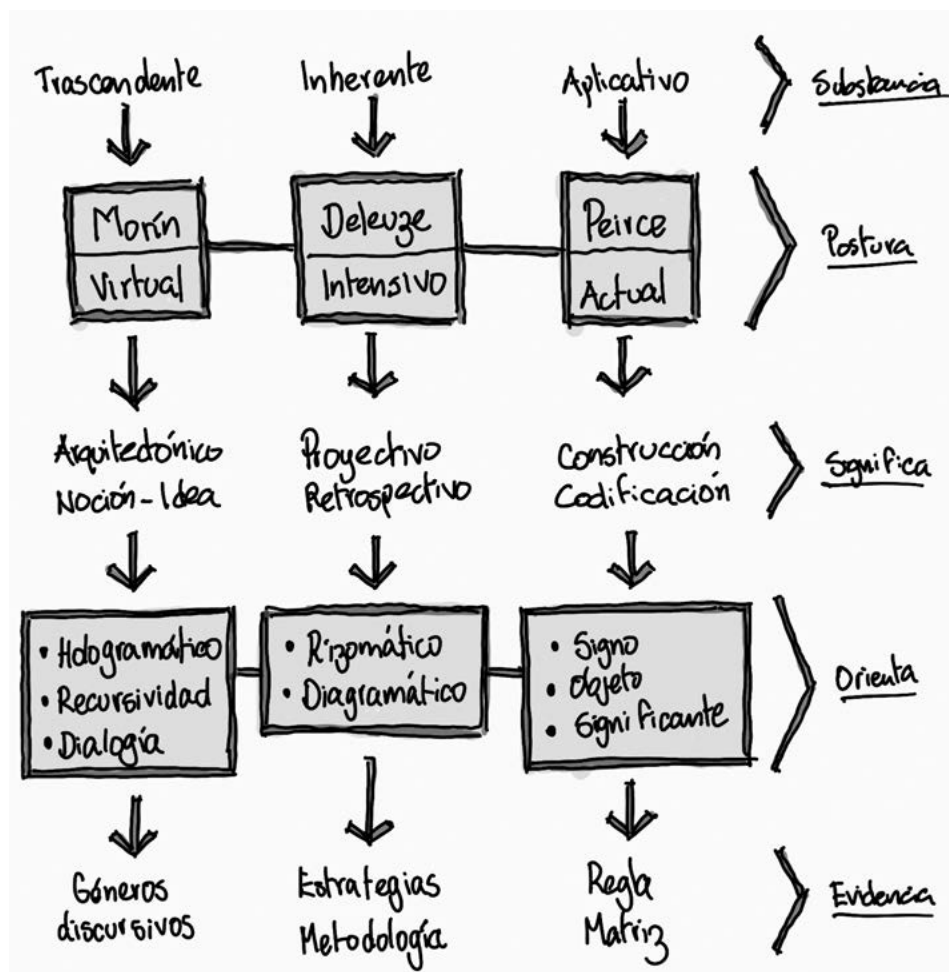 Trascendente
Inherente
Aplicativo
Substancia
Morín
Virtual
Deleuze
Intensivo
Peirce
Actual
Postura
Arquitectónico
Noción-Idea
Proyectivo
Retrospectivo
Construcción
Codificación
Significa
• Hologramático
• Recursividad
• Dialogía
• Rizomático
• Diagramático
• Signo
• Objeto
• Significante
Orienta
Géneros
discursivos
Estrategias
Metodología
Regla
Matriz
Evidencia